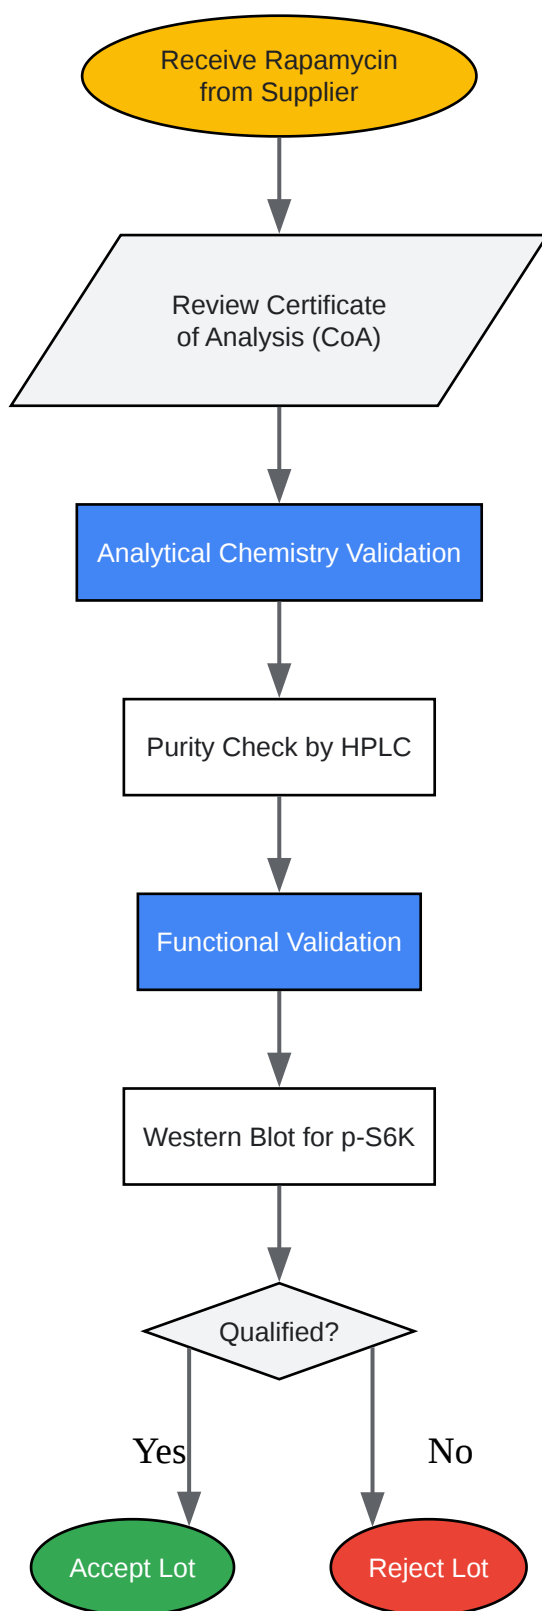 Receive Rapamycin
from Supplier
Review Certificate
of Analysis (CoA)
Analytical Chemistry Validation
Purity Check by HPLC
Functional Validation
Western Blot for p-S6K
Qualified?
Yes
No
Accept Lot
Reject Lot